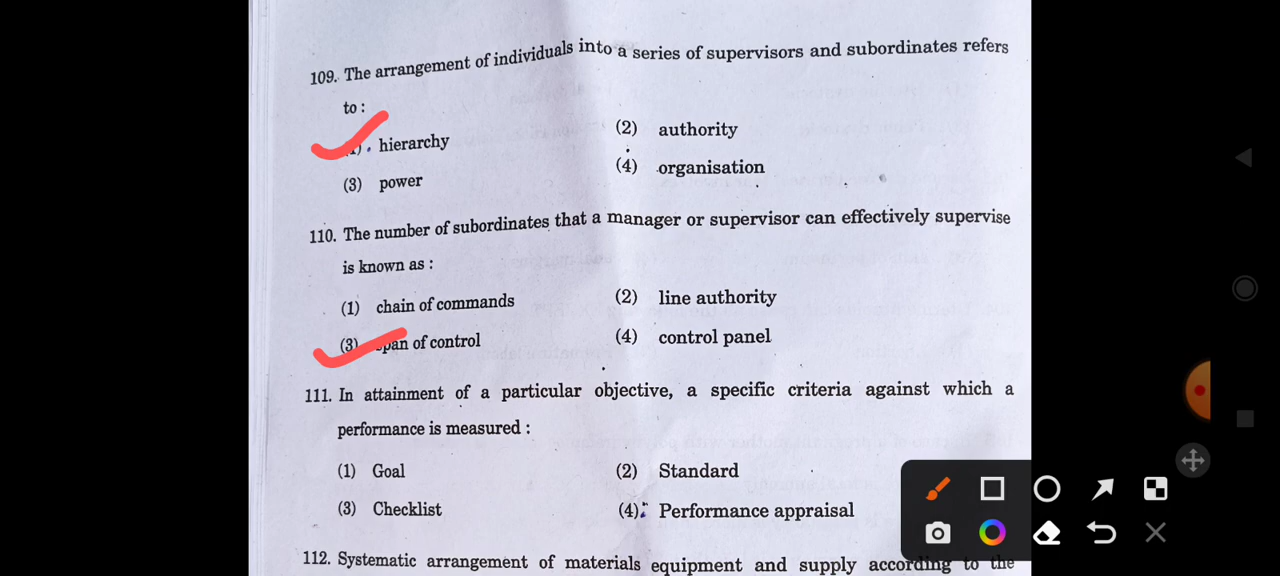 109. The arrangement of individuals into a series of supervisors and subordinates refers
to :
hierarchy
(2) authority
(3) power
(4) organisation
110. The number of subordinates that a manager or supervisor can effectively supervise
is known as :
(1) chain of commands
(2) line authority
(3) of control
(4) control panel
111. In attainment of a particular objective, a specific criteria against which a
performance is measured :
(1) Goal
(2) Standard
(3) Checklist
(4) Performance appraisal
112. Systematic arrangement of materials equipment and supply according to the